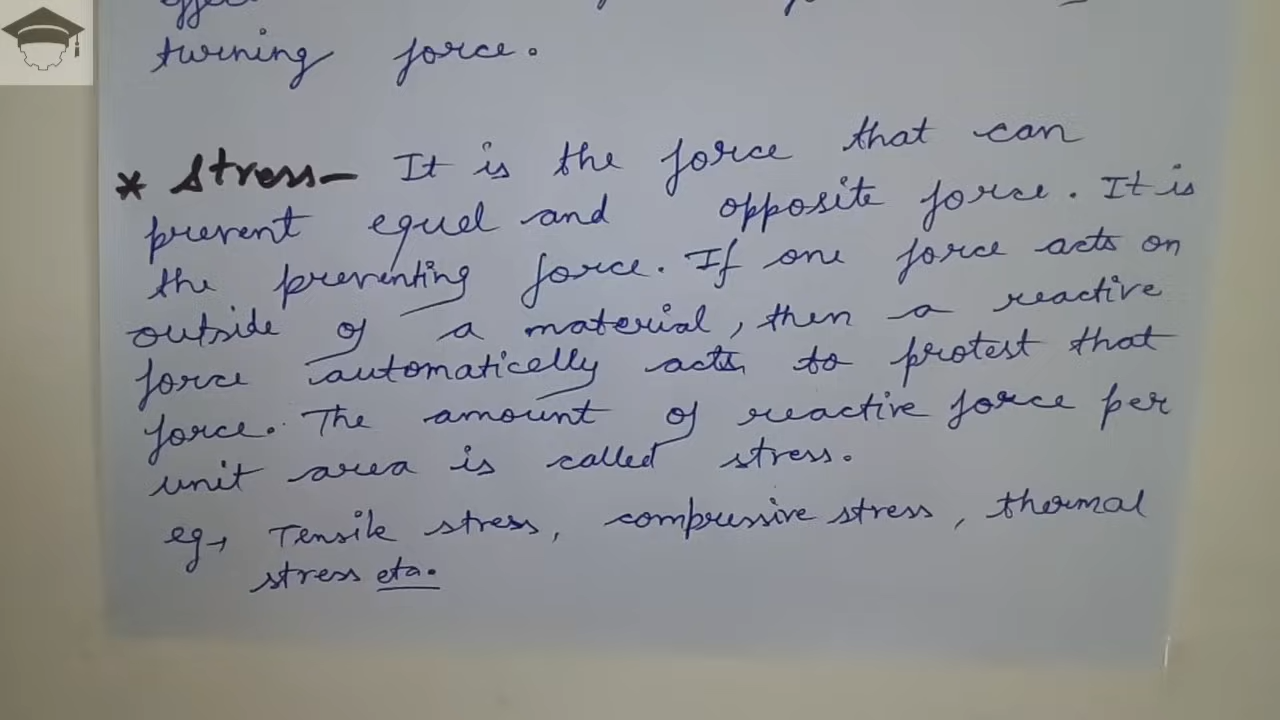 turning force.
* Stress- It is the force that can
prevent equal and opposite force. It is
the preventing force. If one force acts on
outside of a material, then a reactive
force automatically acts to protest that
force. The amount of reactive force per
unit area is called stress.
eg→ Tensile stress, compressive stress, thermal
stress etc.